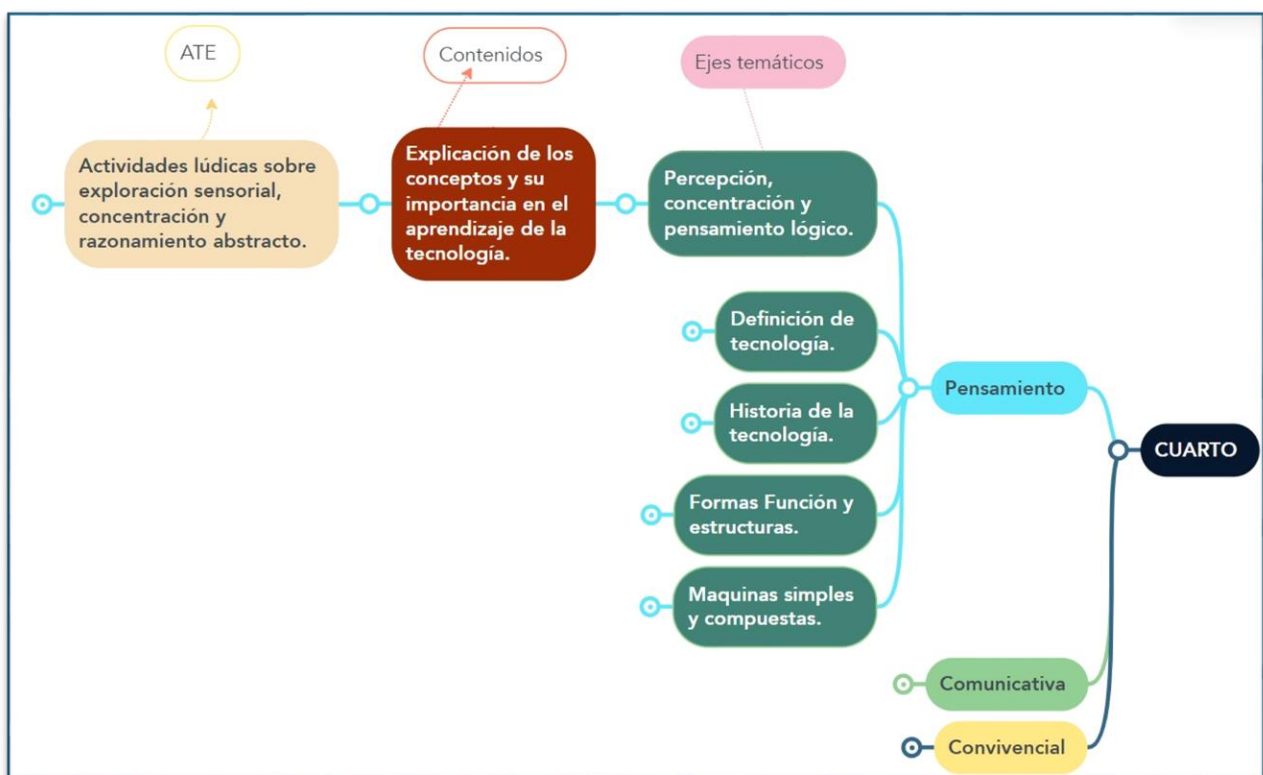 ATE
Contenidos
Ejes temáticos
Actividades lúdicas sobre
exploración sensorial,
concentración y
razonamiento abstracto.
Explicación de los
conceptos y su
importancia en el
aprendizaje de la
tecnología.
Percepción,
concentración y
pensamiento lógico.
Definición de
tecnología.
Historia de la
tecnología.
Formas Función y
estructuras.
Maquinas simples
y compuestas.
Pensamiento
CUARTO
Comunicativa
Convivencial